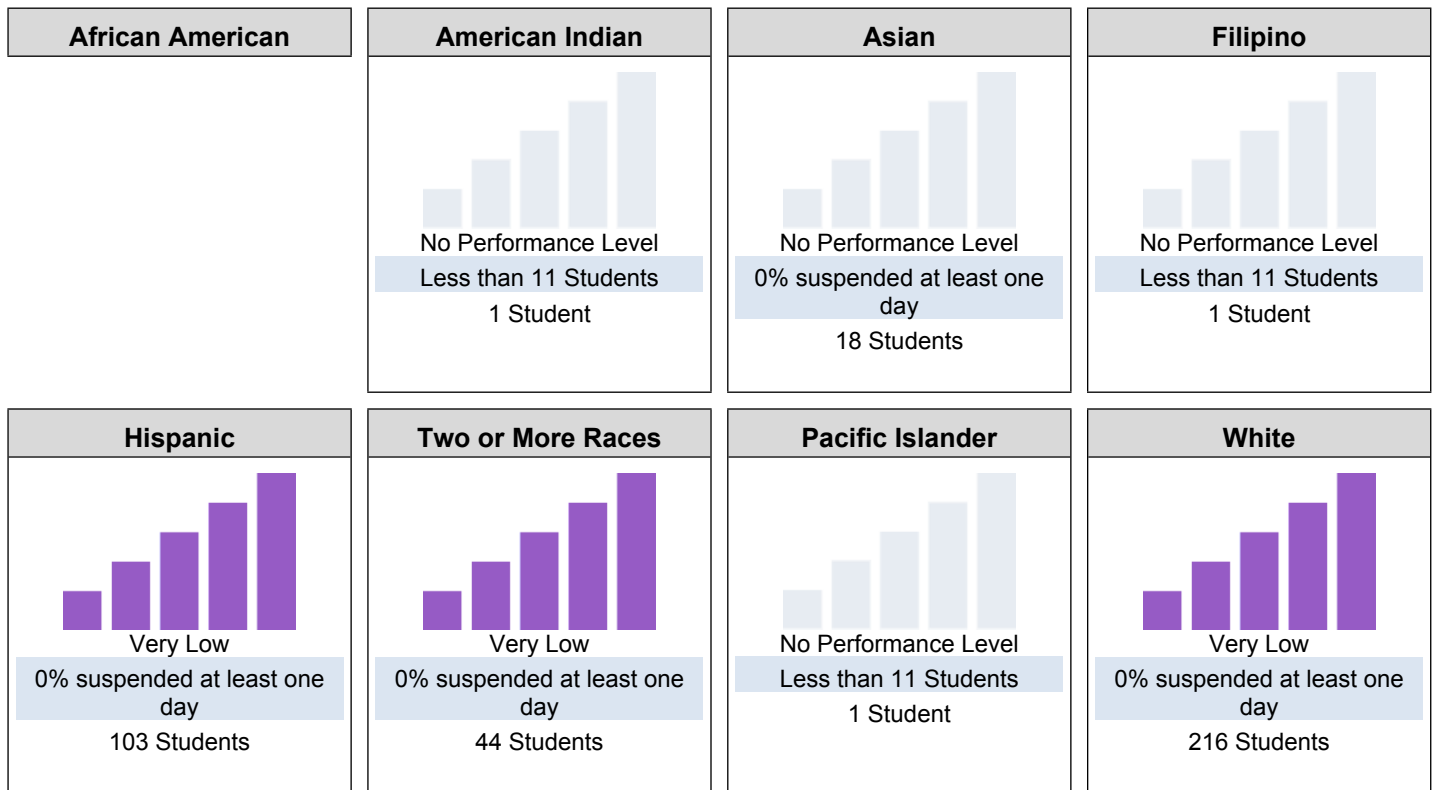 African American
American Indian
No Performance Level
Less than 11 Students
1 Student
Asian
No Performance Level
0% suspended at least one
day
18 Students
Filipino
No Performance Level
Less than 11 Students
1 Student
Hispanic
Very Low
0% suspended at least one
day
103 Students
Two or More Races
Very Low
0% suspended at least one
day
44 Students
Pacific Islander
No Performance Level
Less than 11 Students
1 Student
White
Very Low
0% suspended at least one
day
216 Students